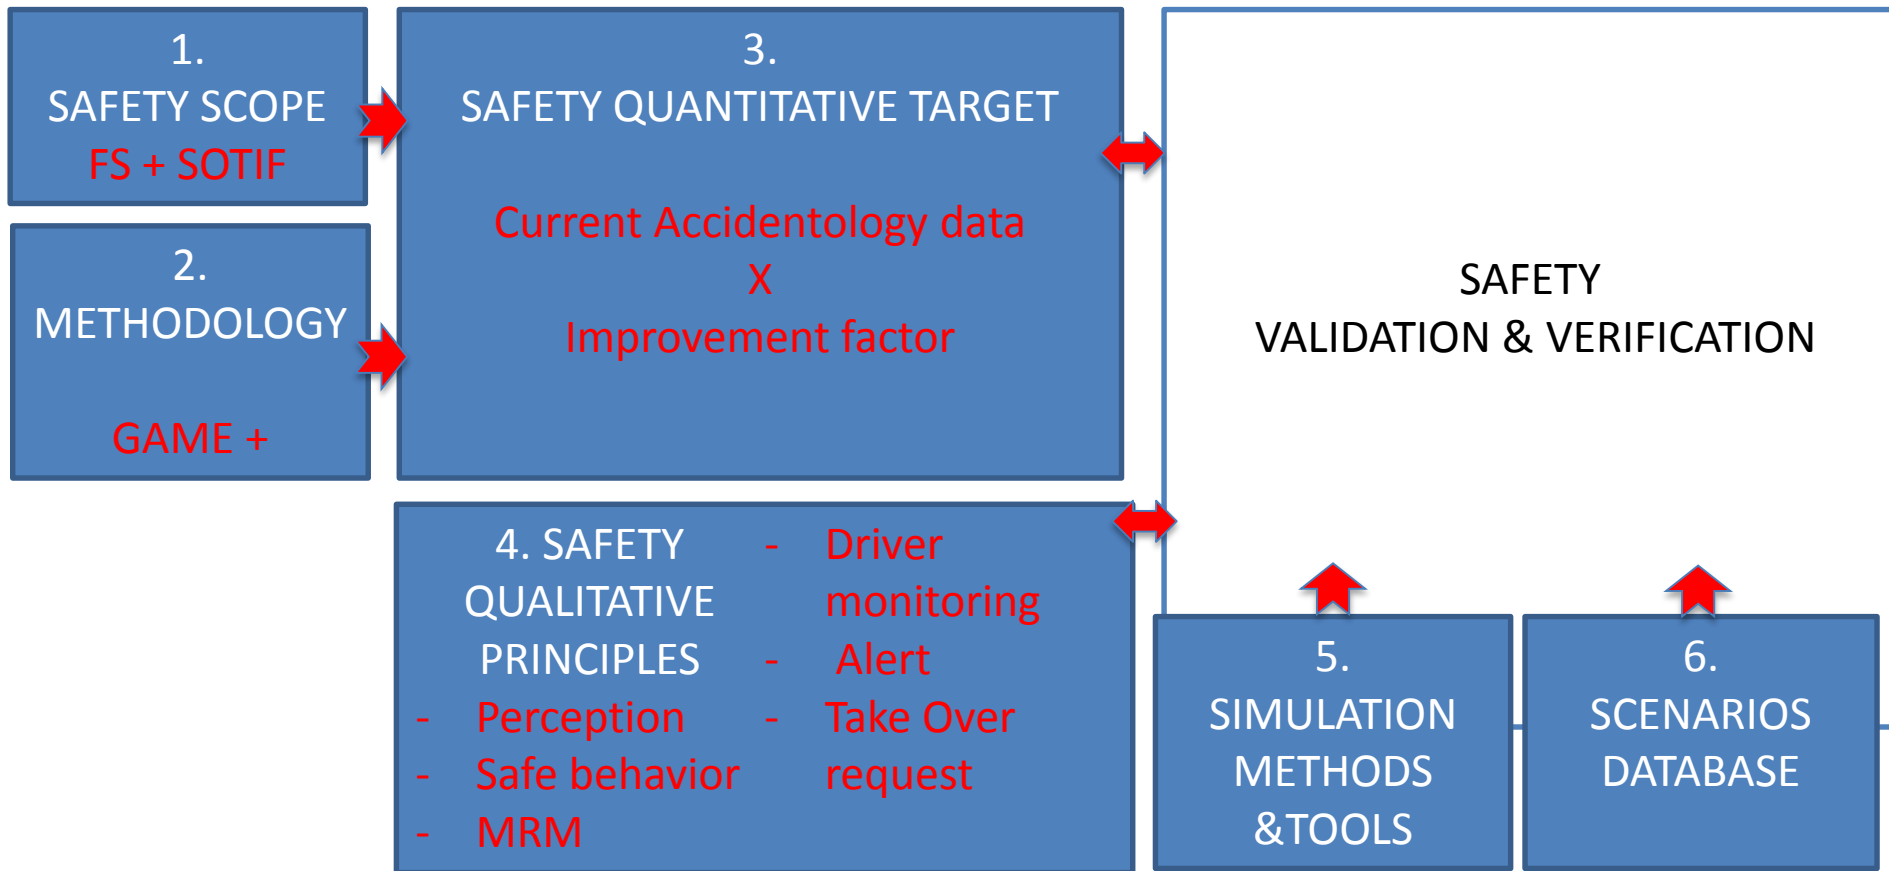 1.
SAFETY SCOPE
FS + SOTIF
2.
METHODOLOGY
GAME +
3.
SAFETY QUANTITATIVE TARGET
Current Accidentology data
X
Improvement factor
4. SAFETY
QUALITATIVE
PRINCIPLES
- Perception
- Safe behavior
- MRM
- Driver
monitoring
- Alert
- Take Over
request
SAFETY
VALIDATION & VERIFICATION
5.
SIMULATION
METHODS
&TOOLS
6.
SCENARIOS
DATABASE